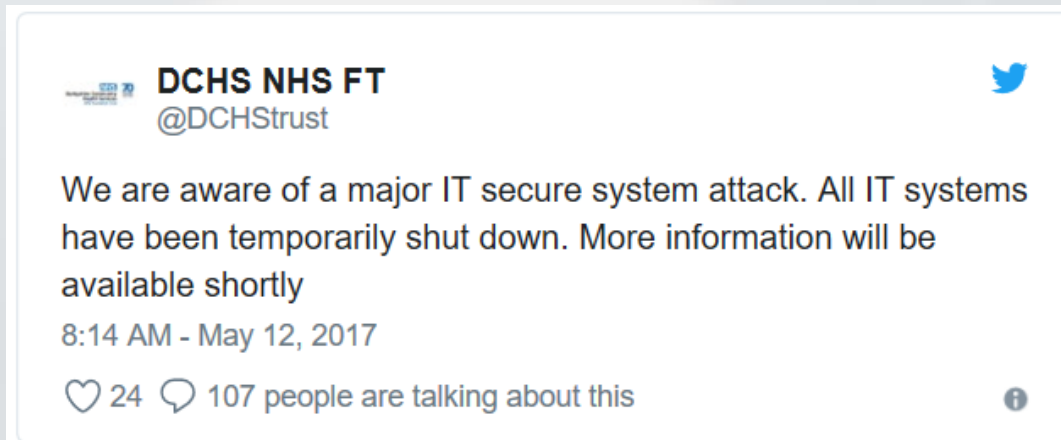 DCHS NHS FT
@DCHStrust
We are aware of a major IT secure system attack. All IT systems
have been temporarily shut down. More information will be
available shortly
8:14 AM - May 12, 2017
24 107 people are talking about this